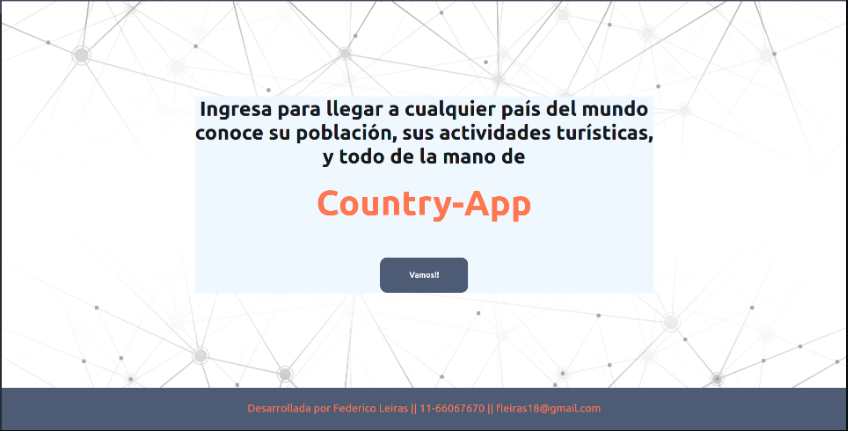 Ingresa para llegar a cualquier país del mundo
conoce su población, sus actividades turísticas,
y todo de la mano de
Country-App
Vamos!!
Desarrollada por Federico Leiras || 11-66067670 || fleiras18@gmail.com